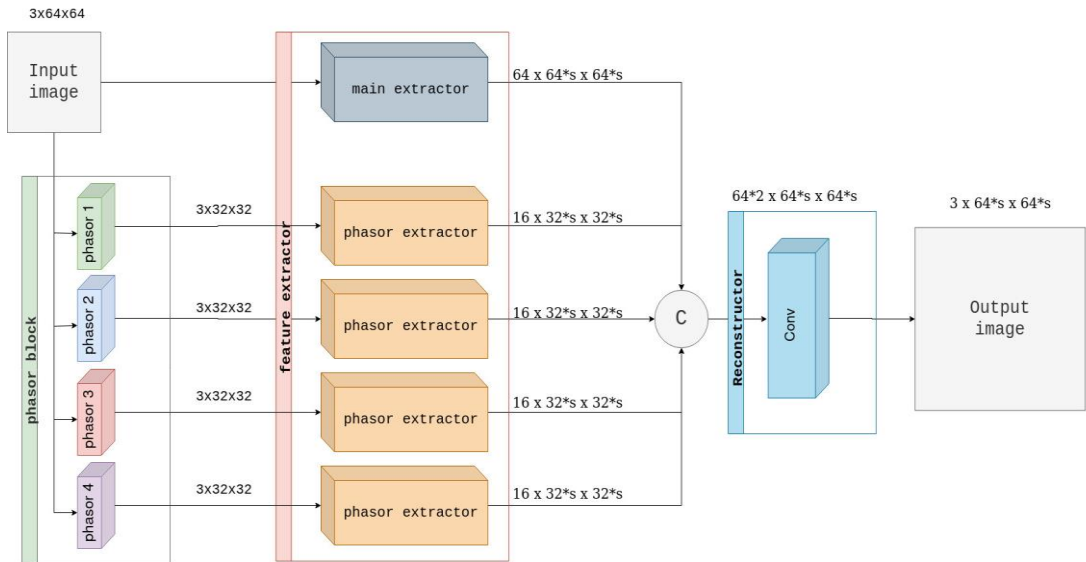 3x64x64
Input
image
main extractor
64 x 64*s x 64*s
phasor block
phasor 1
3x32x32
feature extractor
phasor extractor
16 x 32*s x 32*s
phasor 2
3x32x32
phasor extractor
16 x 32*s x 32*s
phasor 3
3x32x32
phasor extractor
16 x 32*s x 32*s
phasor 4
3x32x32
phasor extractor
16 x 32*s x 32*s
C
64*2 x 64*s x 64*s
Reconstructor
Conv
3 x 64*s x 64*s
Output
image